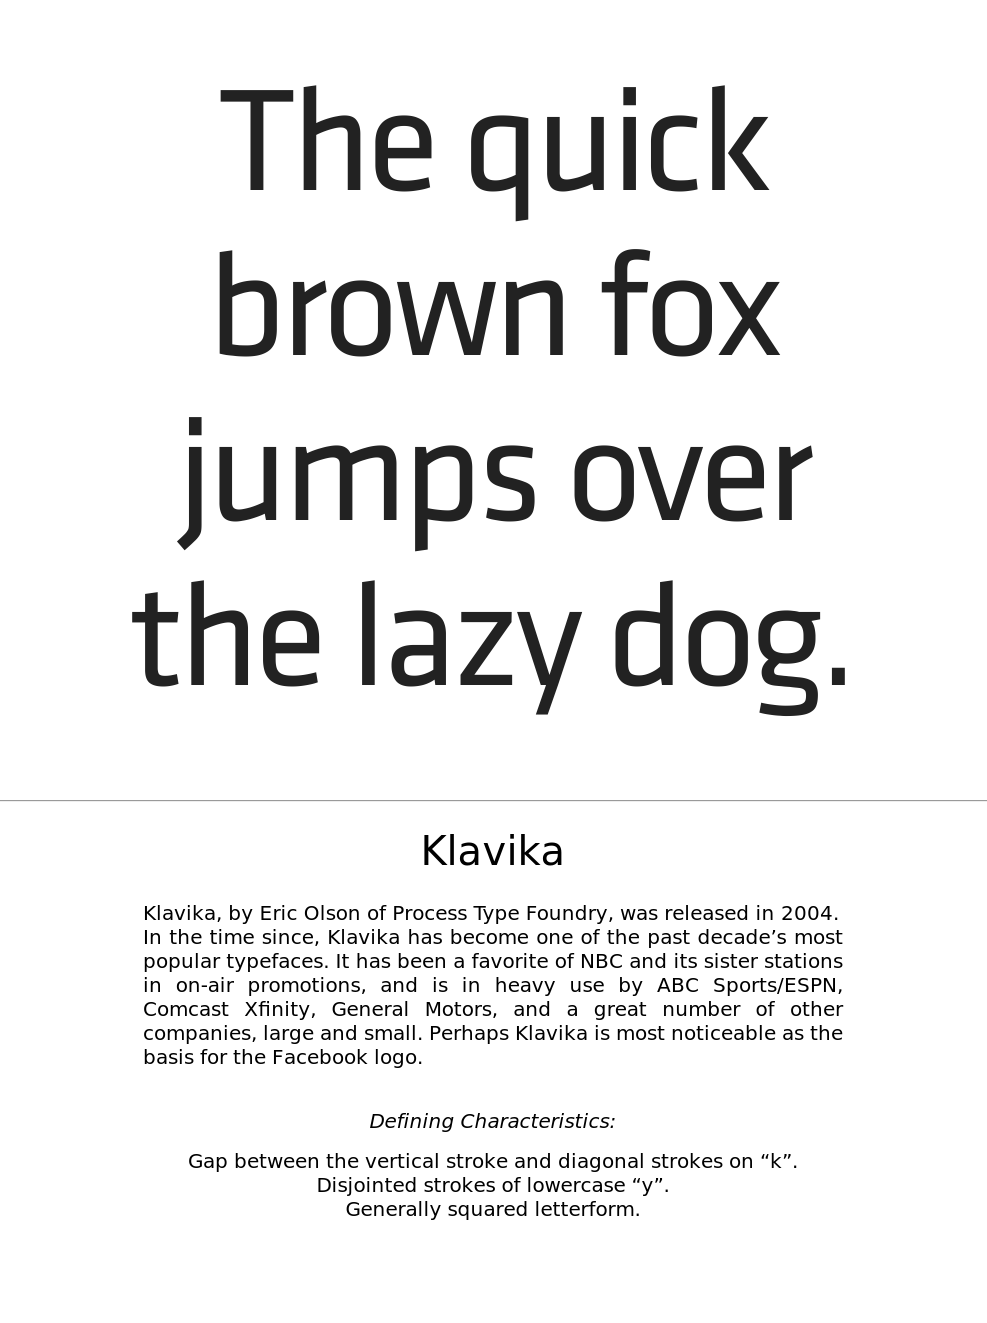 The quick
brown fox
jumps over
the lazy dog.
Klavika
Klavika, by Eric Olson of Process Type Foundry, was released in 2004.
In the time since, Klavika has become one of the past decade’s most
popular typefaces. It has been a favorite of NBC and its sister stations
in on-air promotions, and is in heavy use by ABC Sports/ESPN,
Comcast Xfinity, General Motors, and a great number of other
companies, large and small. Perhaps Klavika is most noticeable as the
basis for the Facebook logo.
Defining Characteristics:
Gap between the vertical stroke and diagonal strokes on “k”.
Disjointed strokes of lowercase “y”.
Generally squared letterform.